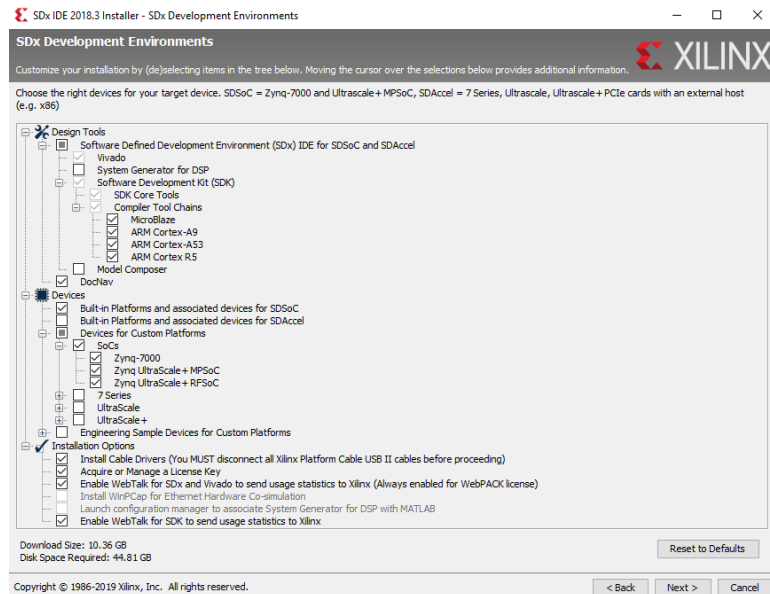 SDx IDE 2018.3 Installer - SDx Development Environments
SDx Development Environments
XILINX
Customize your installation by (de)selecting items in the tree below. Moving the cursor over the selections below provides additional information.
Choose the right devices for your target device. SDSoC = Zynq-7000 and Ultrascale+ MPSoC, SDAccel = 7 Series, Ultrascale, Ultrascale+ PCIe cards with an external host
(e.g. x86)
Design Tools
Software Defined Development Environment (SDx) IDE for SDSoC and SDAccel
Vivado
System Generator for DSP
Software Development Kit (SDK)
SDK Core Tools
Compiler Tool Chains
MicroBlaze
ARM Cortex-A9
ARM Cortex-A53
ARM Cortex R5
Model Composer
DocNav
Devices
Built-in Platforms and associated devices for SDSoC
Built-in Platforms and associated devices for SDAccel
Devices for Custom Platforms
SoCs
Zynq-7000
Zynq UltraScale+ MPSoC
Zynq UltraScale+ RFSoC
7 Series
UltraScale
UltraScale+
Engineering Sample Devices for Custom Platforms
Installation Options
Install Cable Drivers (You MUST disconnect all Xilinx Platform Cable USB II cables before proceeding)
Acquire or Manage a License Key
Enable WebTalk for SDx and Vivado to send usage statistics to Xilinx (Always enabled for WebPACK license)
Install WinPCap for Ethernet Hardware Co-simulation
Launch configuration manager to associate System Generator for DSP with MATLAB
Enable WebTalk for SDK to send usage statistics to Xilinx
Download Size: 10.36 GB
Disk Space Required: 44.81 GB
Reset to Defaults
Copyright © 1986-2019 Xilinx, Inc. All rights reserved.
< Back
Next >
Cancel